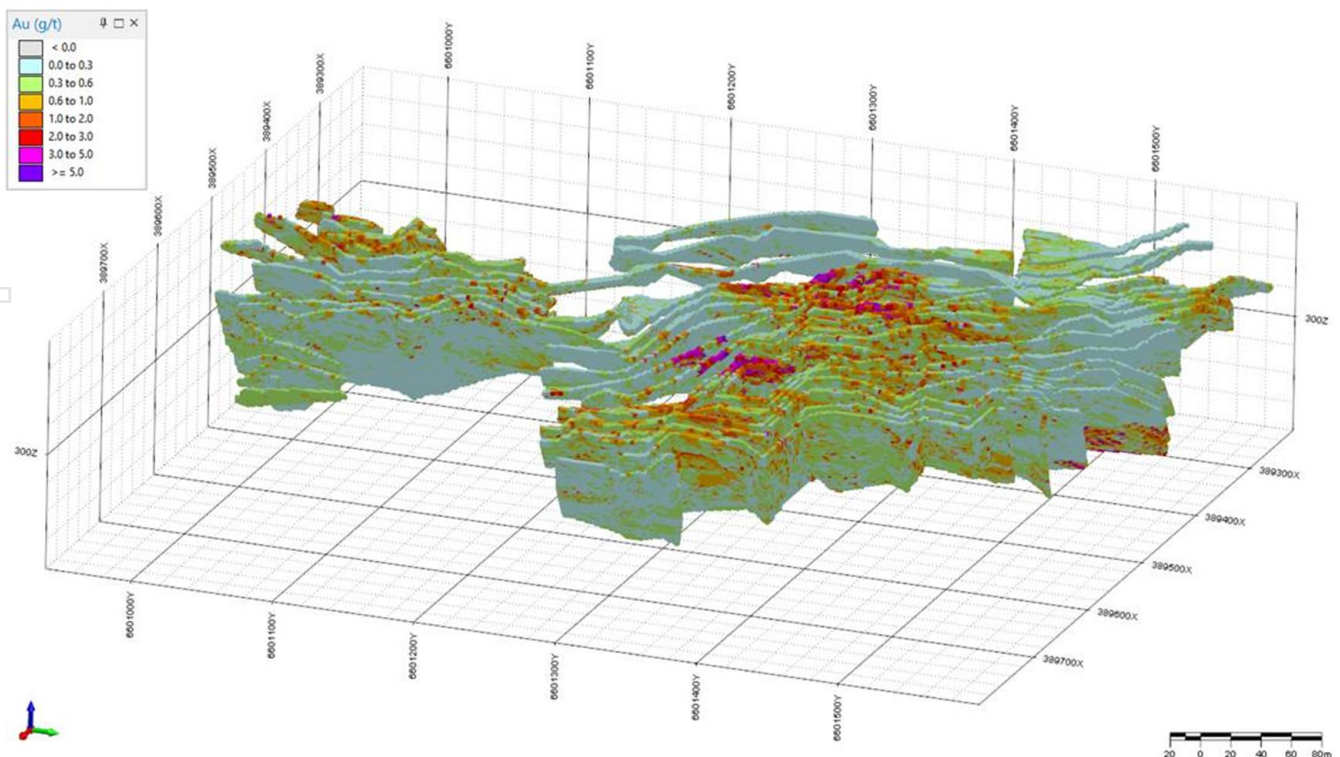 Au (g/t)
< 0.0
0.0 to 0.3
0.3 to 0.6
0.6 to 1.0
1.0 to 2.0
2.0 to 3.0
3.0 to 5.0
>= 5.0
389700X
389600X
389500X
389400X
389300X
6601000Y
6601100Y
6601200Y
6601300Y
6601400Y
6601500Y
300Z
300Z
389300X
389400X
389500X
389600X
389700X
6601000Y
6601100Y
6601200Y
6601300Y
6601400Y
6601500Y
20 0 20 40 60 80m